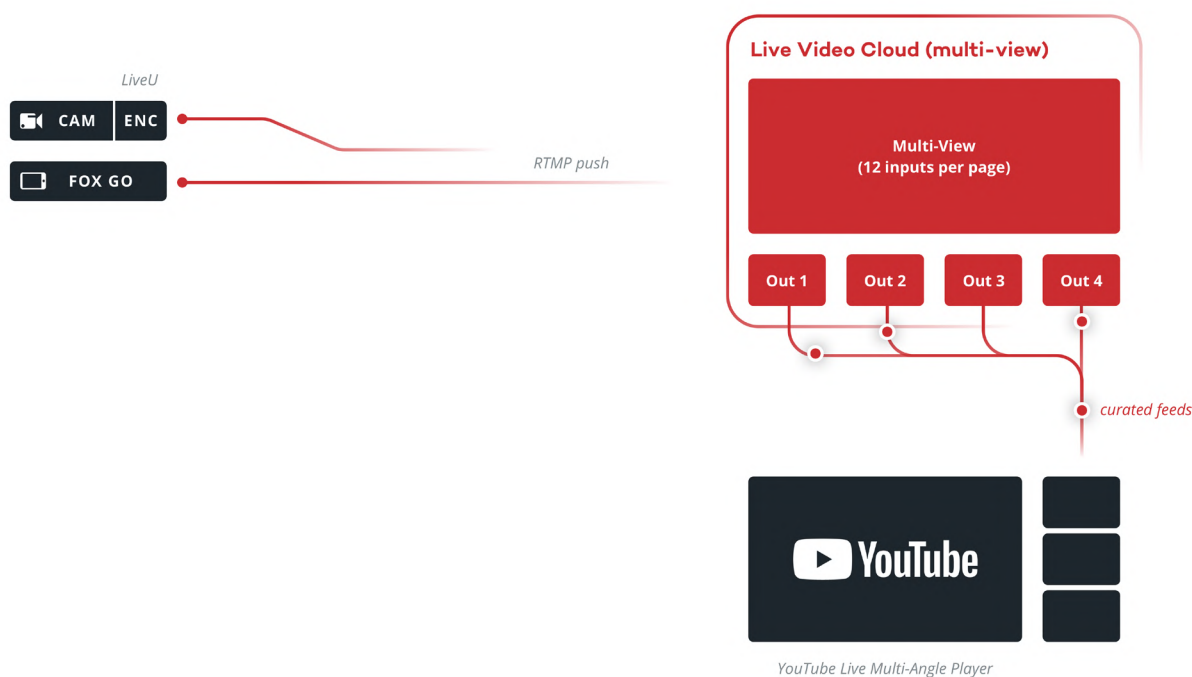 LiveU
CAM
ENC
FOX GO
RTMP push
Live Video Cloud (multi-view)
Multi-View
(12 inputs per page)
Out 1
Out 2
Out 3
Out 4
curated feeds
YouTube
YouTube Live Multi-Angle Player